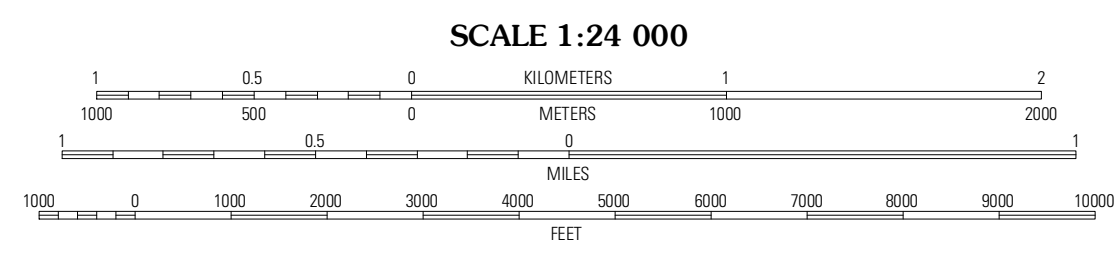 SCALE 1:24 000
1 0.5 0 KILOMETERS 1 2
1000 500 0 METERS 1000 2000
1 0.5 0 1
MILES
1000 0 1000 2000 3000 4000 5000 6000 7000 8000 9000 10000
FEET